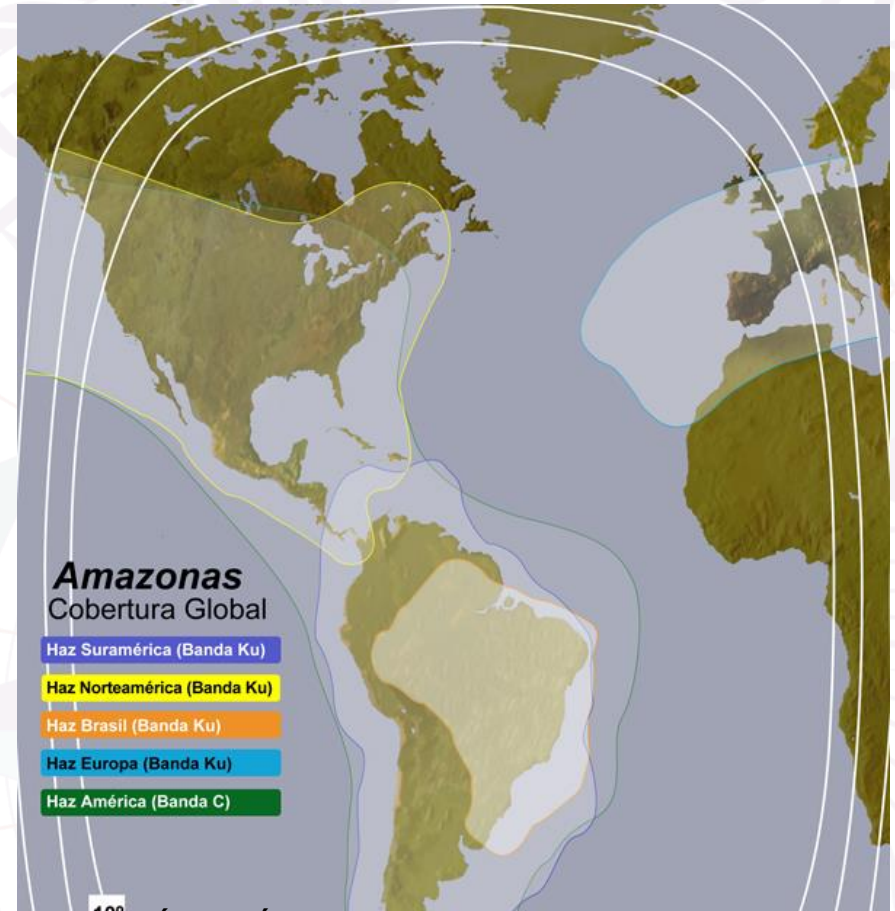 Amazonas
Cobertura Global
Haz Suramérica (Banda Ku)
Haz Norteamérica (Banda Ku)
Haz Brasil (Banda Ku)
Haz Europa (Banda Ku)
Haz América (Banda C)
10º